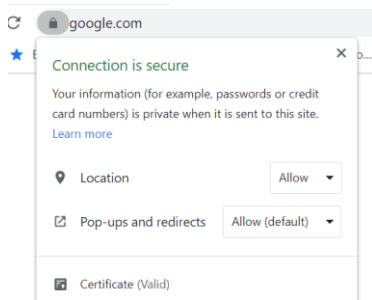 google.com
Connection is secure
Your information (for example, passwords or credit
card numbers) is private when it is sent to this site.
Learn more
Location
Allow
Pop-ups and redirects
Allow (default)
Certificate (Valid)